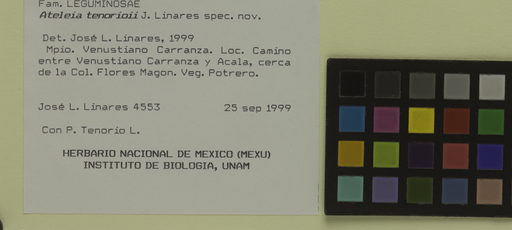 Fam. LEGUMINOSAE
Ateleia tenorioii J. Linares spec. nov.
Det. José L. Linares, 1999
Mpio. Venustiano Carranza. Loc. Camino
entre Venustiano Carranza y Acala, cerca
de la Col. Flores Magon. Veg. Potrero.
José L. Linares 4553 25 sep 1999
Con P. Tenorio L.
HERBARIO NACIONAL DE MEXICO (MEXU)
INSTITUTO DE BIOLOGIA, UNAM